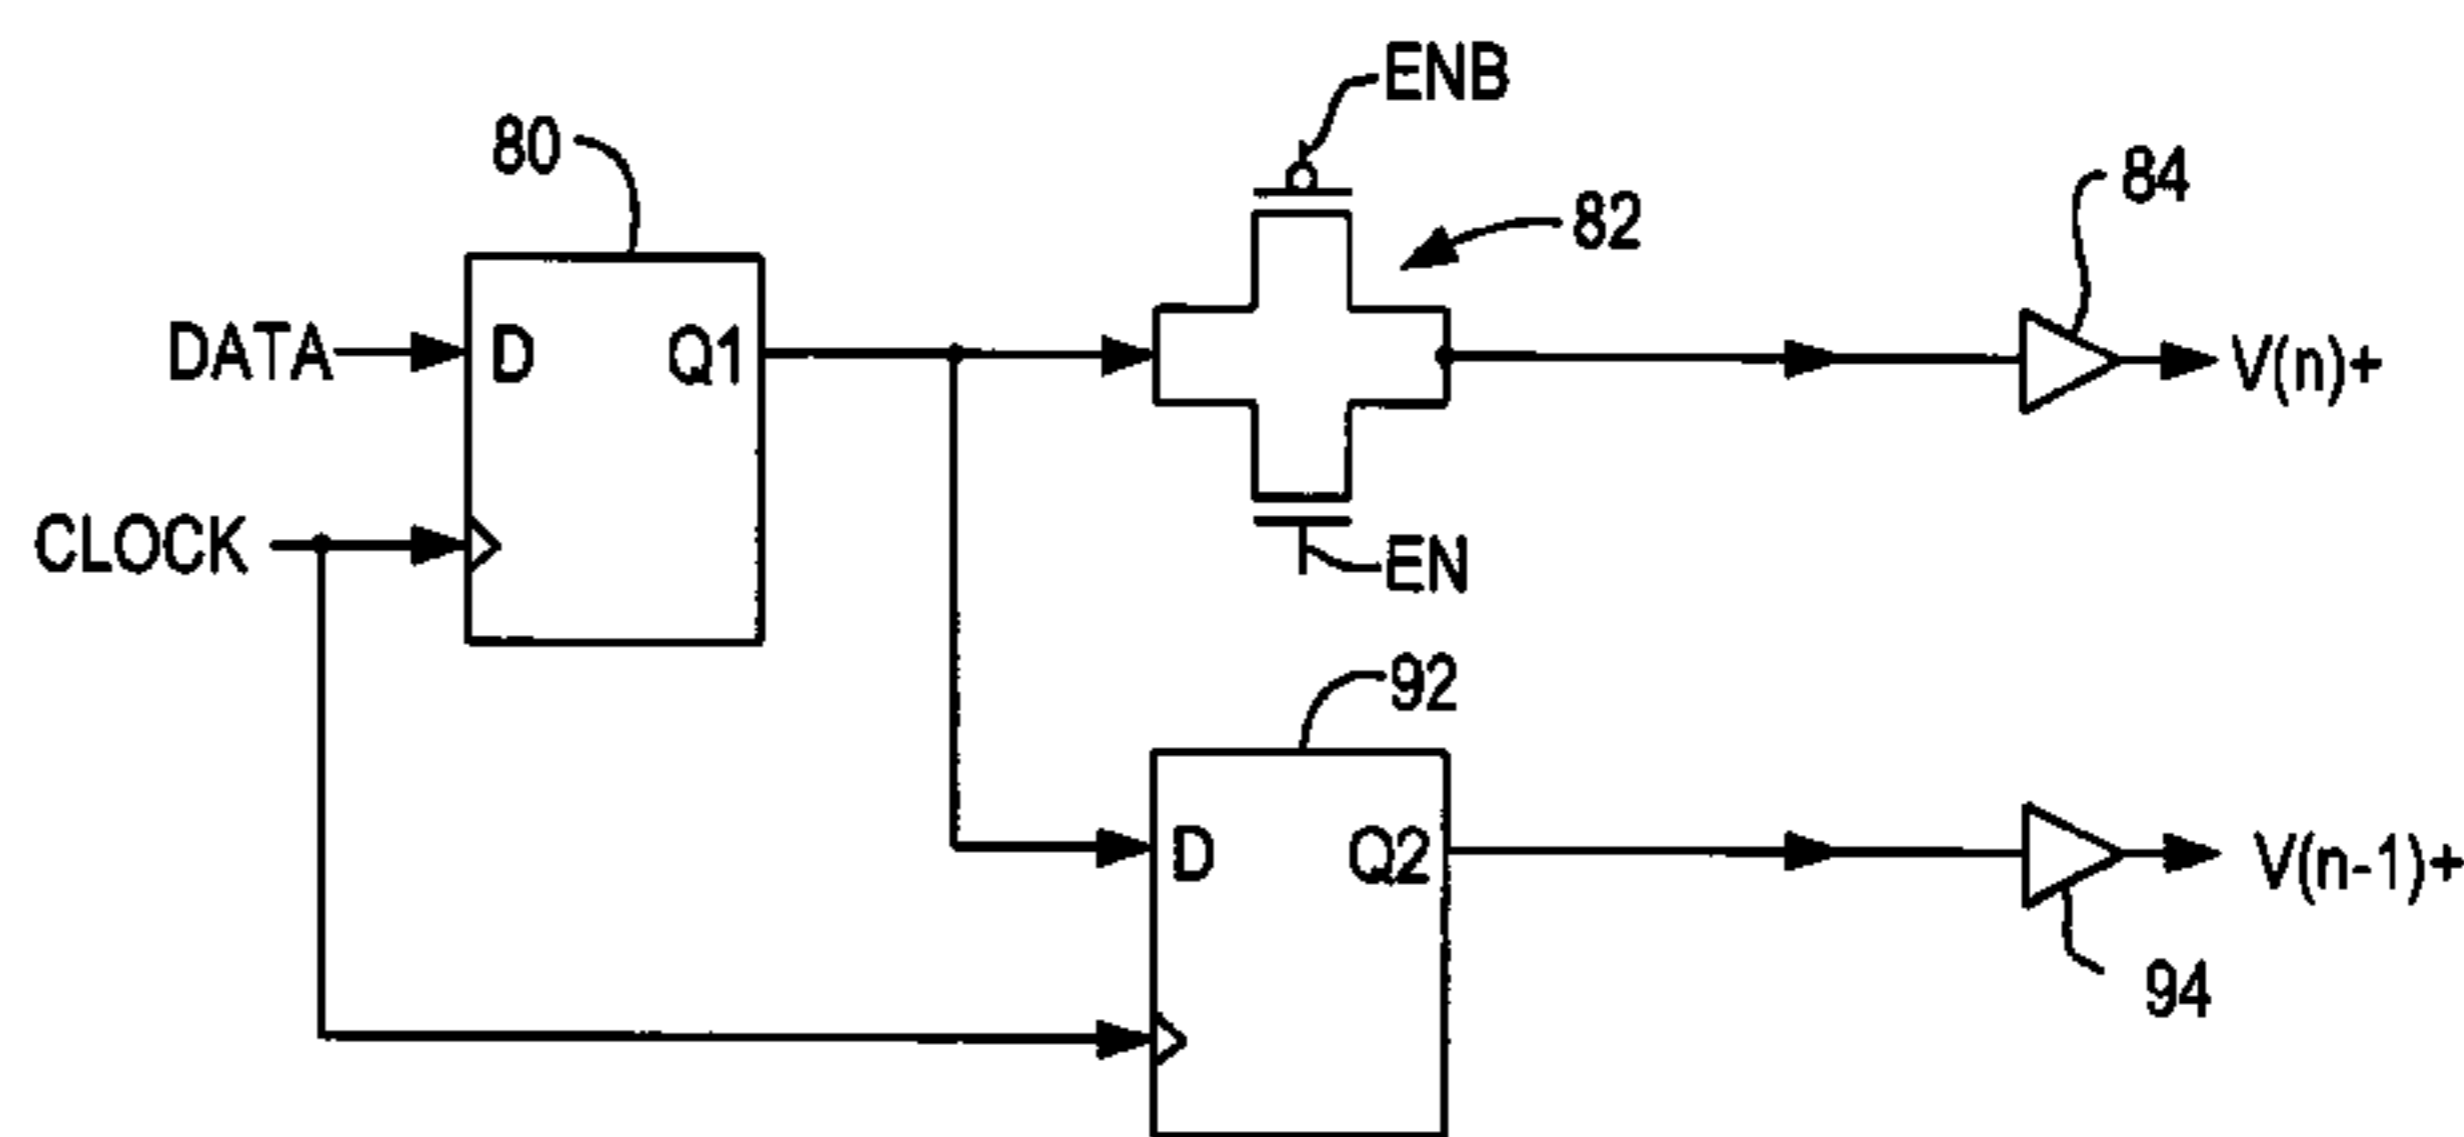 ENB
80
82
84
DATA
D
Q1
V(n)+
CLOCK
EN
92
D
Q2
V(n-1)+
94